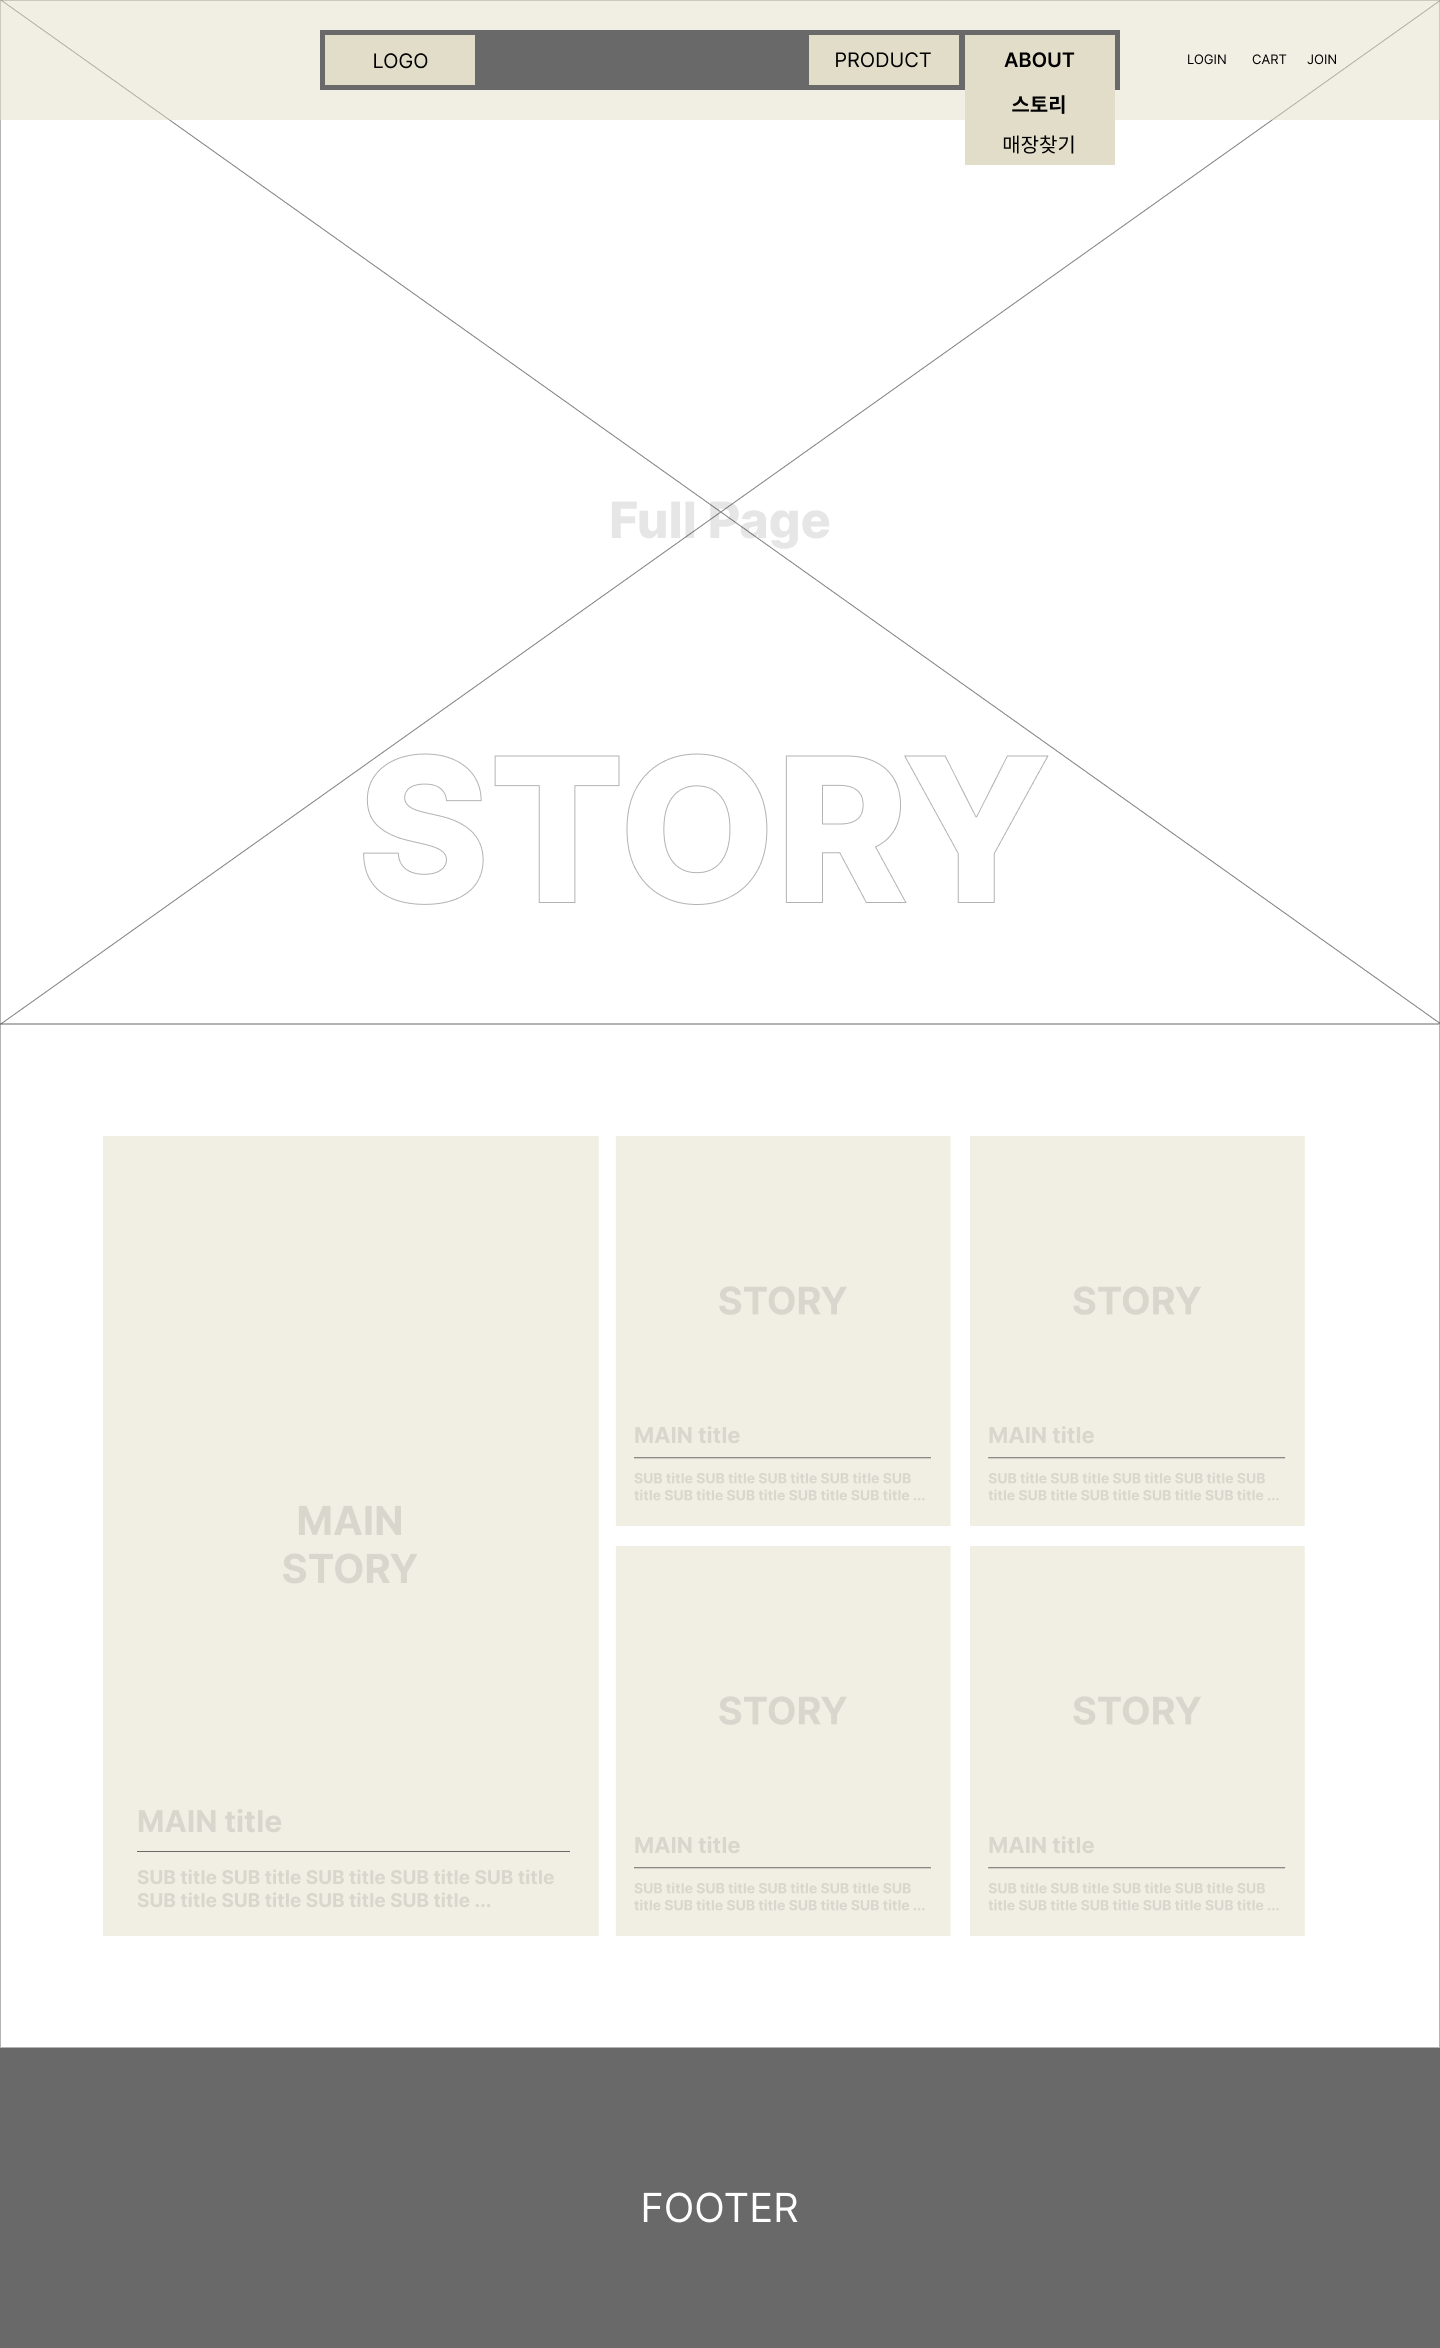 LOGO
PRODUCT
ABOUT
LOGIN
CART
JOIN
스토리
매장찾기
Full Page
STORY
MAIN
STORY
MAIN title
SUB title SUB title SUB title SUB title SUB title
SUB title SUB title SUB title SUB title ...
STORY
MAIN title
SUB title SUB title SUB title SUB title SUB
title SUB title SUB title SUB title SUB title ...
STORY
MAIN title
SUB title SUB title SUB title SUB title SUB
title SUB title SUB title SUB title SUB title ...
STORY
MAIN title
SUB title SUB title SUB title SUB title SUB
title SUB title SUB title SUB title SUB title ...
STORY
MAIN title
SUB title SUB title SUB title SUB title SUB
title SUB title SUB title SUB title SUB title ...
FOOTER